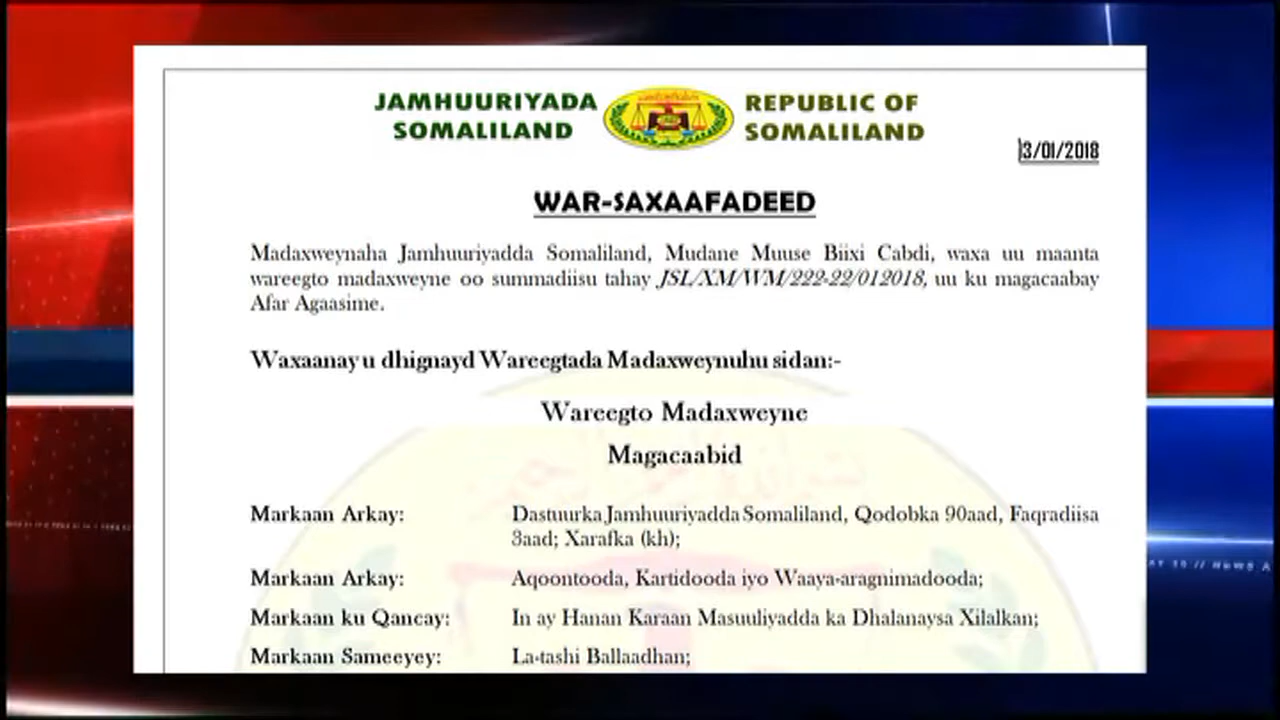 JAMHUURIYADA
SOMALILAND
REPUBLIC OF
SOMALILAND
3/01/2018
WAR-SAXAAFADEED
Madaxweynaha Jamhuuriyadda Somaliland, Mudane Muuse Biixi Cabdi, waxa uu maanta
wareegto madaxweyne oo summadiisu tahay JSL/XM/WM/222-22/012018, uu ku magacaabay
Afar Agaasime.
Waxaanay u dhignayd Wareegtada Madaxweynuhu sidan:-
Wareegto Madaxweyne
Magacaabid
Markaan Arkay: Dastuurka Jamhuuriyadda Somaliland, Qodobka 90aad, Faqradiisa
3aad; Xarafka (kh);
Markaan Arkay: Aqoontooda, Kartidooda iyo Waaya-aragnimadooda;
Markaan ku Qancay: In ay Hanan Karaan Masuuliyadda ka Dhalanaysa Xilalkan;
Markaan Sameeyey: La-tashi Ballaadhan;